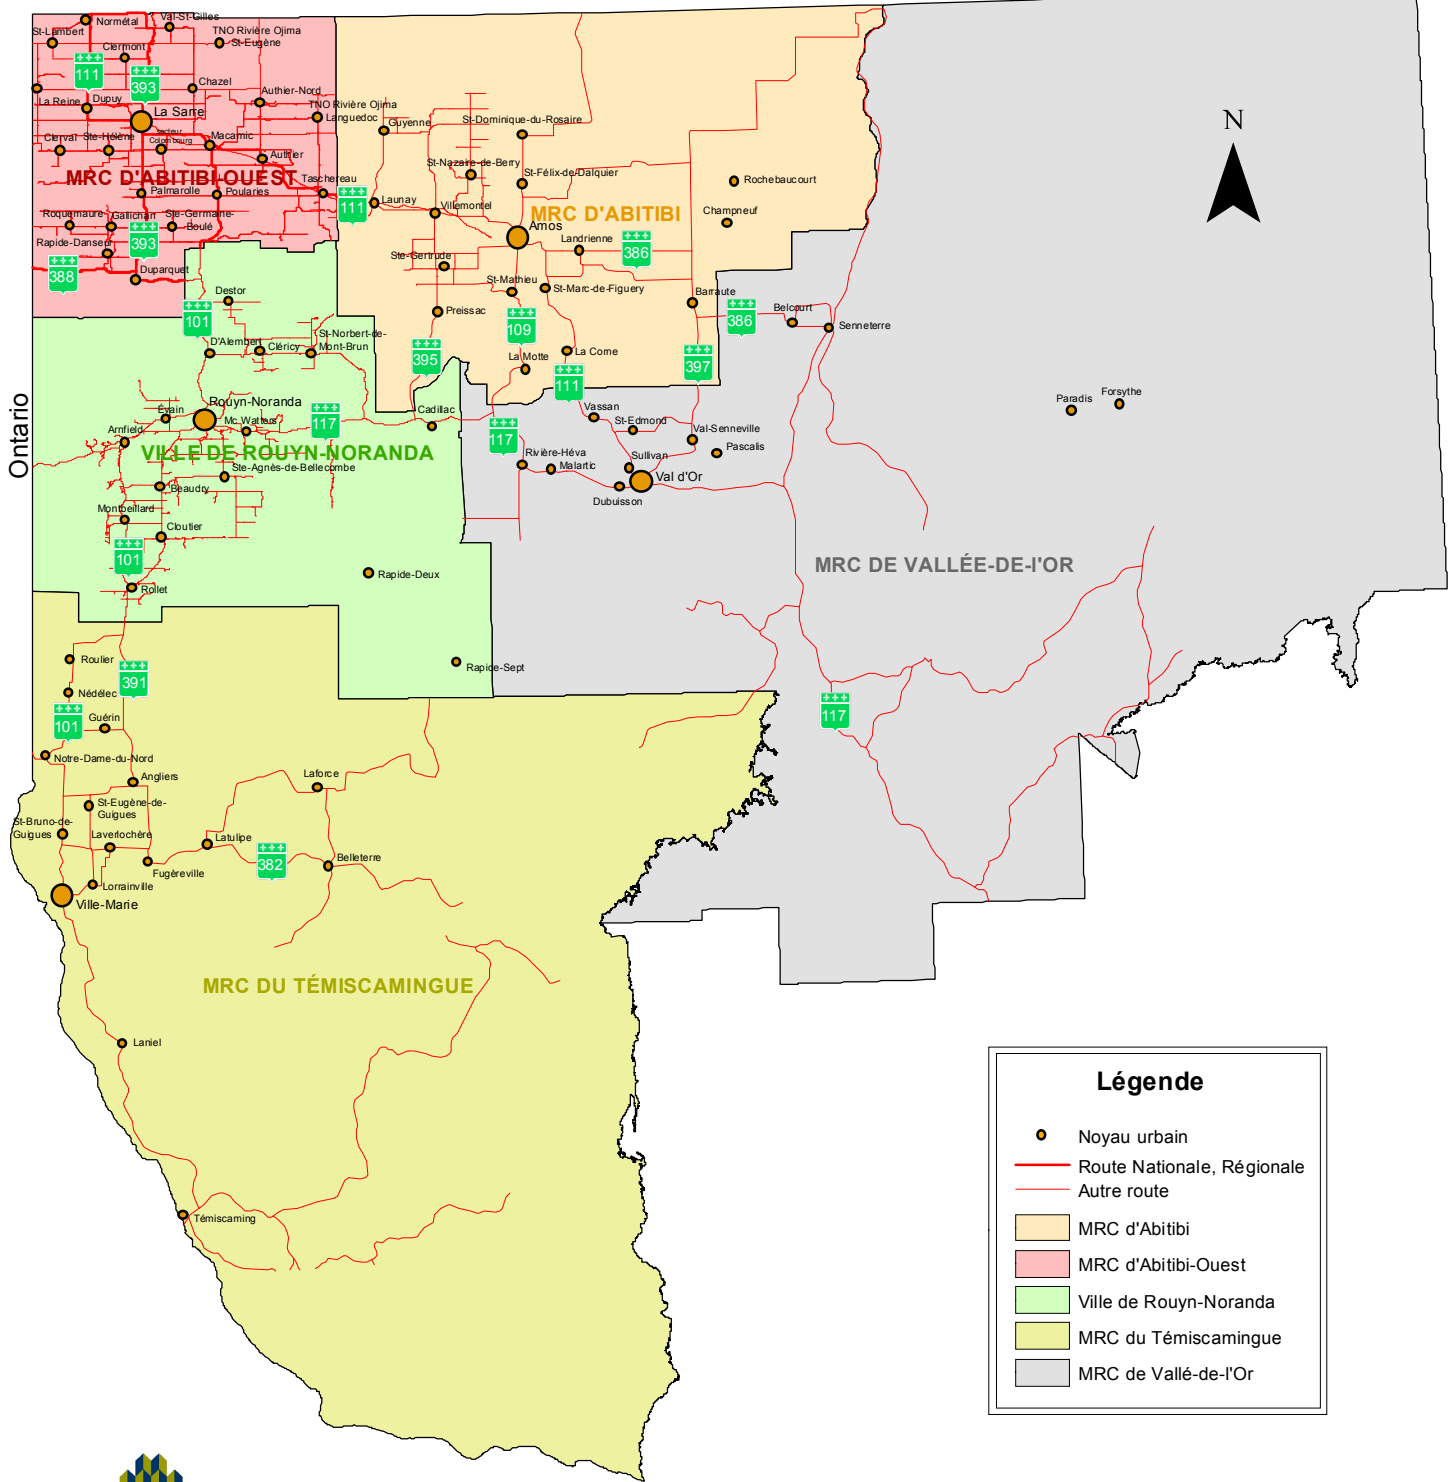 Normétal
Val-St-Gilles
St-Lambert
TNO Rivière Ojima
St-Eugène
Clermont
111
393
Chazel
La Reine
Dupuy
Authier-Nord
La Sarre
TNO Rivière Ojima
Languedoc
Guyenne
St-Dominique-du-Rosaire
Clerval
Ste-Hélène
secteur
Colombourg
Macamic
Authier
St-Nazaire-de-Berry
MRC D'ABITIBI-OUEST
Taschereau
St-Félix-de-Dalquier
Rochebaucourt
Palmarolle
Poularies
111
Launay
Villemontel
MRC D'ABITIBI
Champneuf
Roquemaure
Gallichan
Ste-Germaine-
Boulé
Amos
Rapide-Danseur
393
Landrienne
386
388
Duparquet
Ste-Gertrude
St-Mathieu
St-Marc-de-Figuery
Destor
Preissac
Barraute
101
109
386
Belcourt
Senneterre
D'Alembert
Cléricy
St-Norbert-de-
Mont-Brun
395
La Motte
La Corne
397
111
Rouyn-Noranda
Évain
Mc Watters
117
Cadillac
Vassan
St-Edmond
Paradis
Forsythe
Arnfield
117
Val-Senneville
VILLE DE ROUYN-NORANDA
Rivière-Héva
Malartic
Sullivan
Pascalis
Ontario
Ste-Agnès-de-Bellecombe
Val d'Or
Beaudry
Dubuisson
Montbeillard
Cloutier
101
MRC DE VALLÉE-DE-l'OR
Rapide-Deux
Rollet
Roulier
Rapide-Sept
391
Nédélec
101
Guérin
117
Notre-Dame-du-Nord
Angliers
Laforce
St-Eugène-de-
Guigues
St-Bruno-de-
Guigues
Laverlochère
Latulipe
382
Belleterre
Fugèreville
Lorrainville
Ville-Marie
MRC DU TÉMISCAMINGUE
Laniel
Témiscaming
N
Légende
Noyau urbain
Route Nationale, Régionale
Autre route
MRC d'Abitibi
MRC d'Abitibi-Ouest
Ville de Rouyn-Noranda
MRC du Témiscamingue
MRC de Vallé-de-l'Or